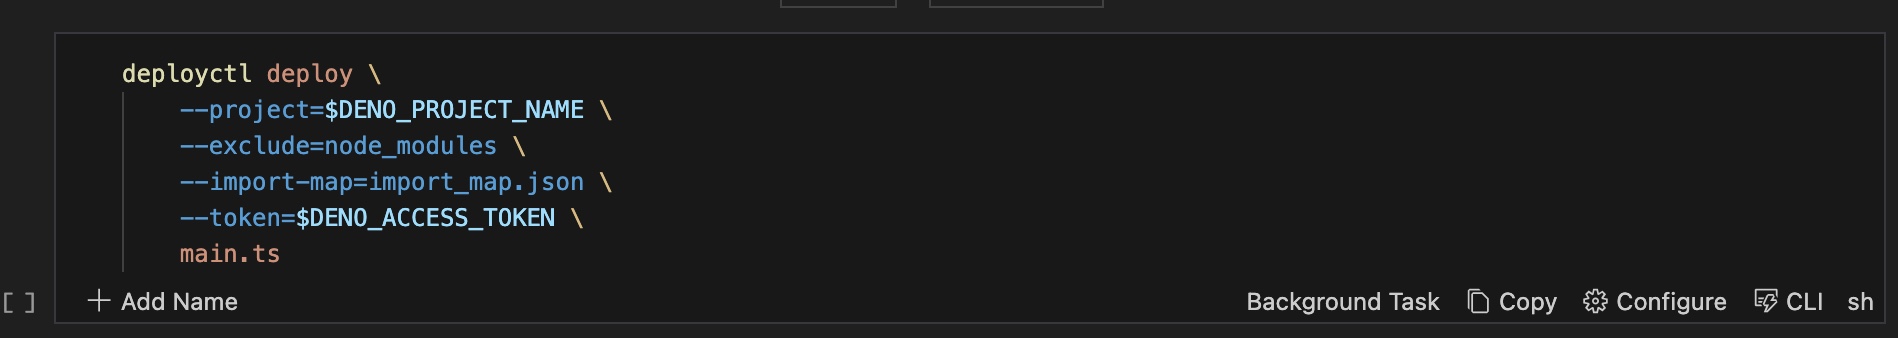 deployctl deploy \
--project=$DENO_PROJECT_NAME \
--exclude=node_modules \
--import-map=import_map.json \
--token=$DENO_ACCESS_TOKEN \
main.ts
[ ] + Add Name Background Task Copy Configure CLI sh